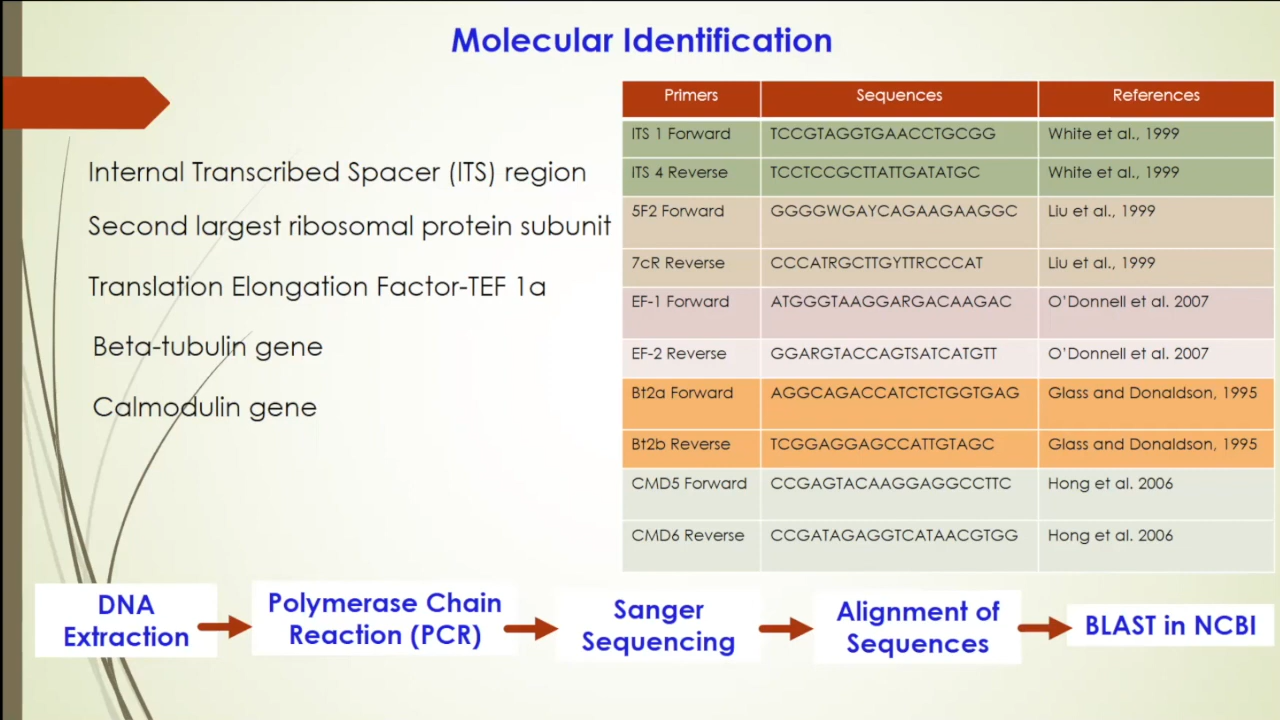 Molecular Identification
Internal Transcribed Spacer (ITS) region
Second largest ribosomal protein subunit
Translation Elongation Factor-TEF 1a
Beta-tubulin gene
Calmodulin gene
Primers Sequences References
ITS 1 Forward TCCGTAGGTGAACCTGCGG White et al., 1999
ITS 4 Reverse TCCTCCGCTTATTGATATGC White et al., 1999
5F2 Forward GGGGWGAYCAGAAGAAGGC Liu et al., 1999
7cR Reverse CCCATRGCTTGYTTRCCCAT Liu et al., 1999
EF-1 Forward ATGGGTAAGGARGACAAGAC O'Donnell et al. 2007
EF-2 Reverse GGARGTACCAGTSATCATGTT O'Donnell et al. 2007
Bt2a Forward AGGCAGACCATCTCTGGTGAG Glass and Donaldson, 1995
Bt2b Reverse TCGGAGGAGCCATTGTAGC Glass and Donaldson, 1995
CMD5 Forward CCGAGTACAAGGAGGCCTTC Hong et al. 2006
CMD6 Reverse CCGATAGAGGTCATAACGTGG Hong et al. 2006
DNA
Extraction
Polymerase Chain
Reaction (PCR)
Sanger
Sequencing
Alignment of
Sequences
BLAST in NCBI